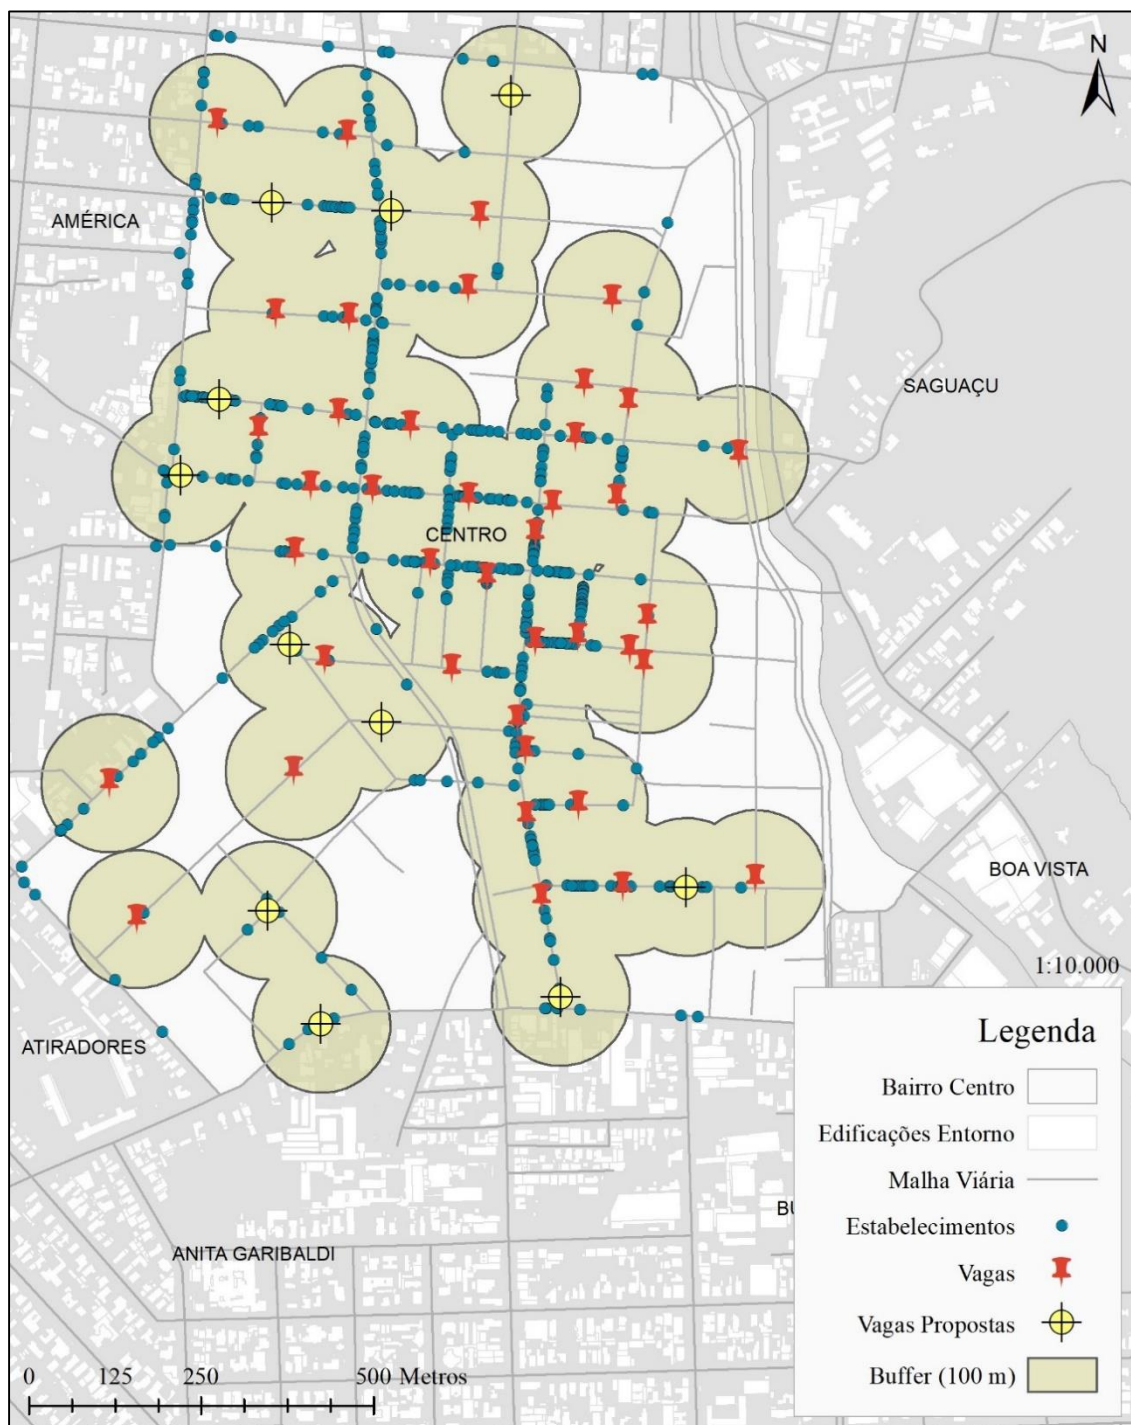 N
AMÉRICA
SAGUAÇU
CENTRO
BOA VISTA
1:10.000
ATIRADORES
Legenda
Bairro Centro
Edificações Entorno
Malha Viária
Estabelecimentos
Vagas
Vagas Propostas
Buffer (100 m)
BU
ANITA GARIBALDI
0 125 250 500 Metros